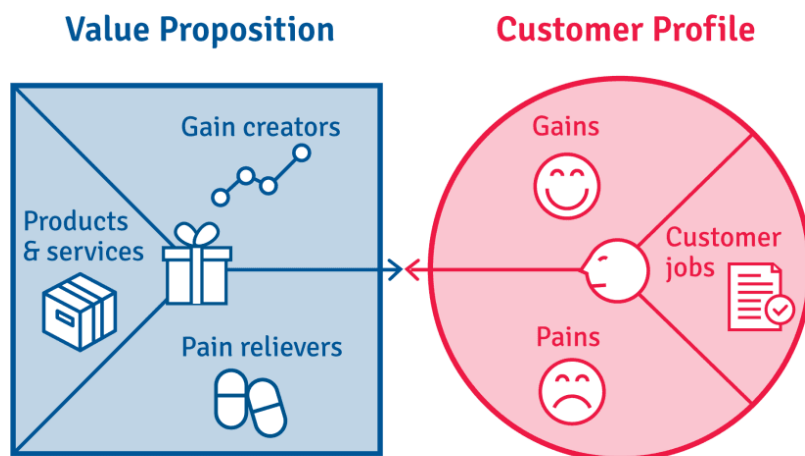 Value Proposition
Customer Profile
Gain creators
Products
& services
Pain relievers
Gains
Customer
jobs
Pains